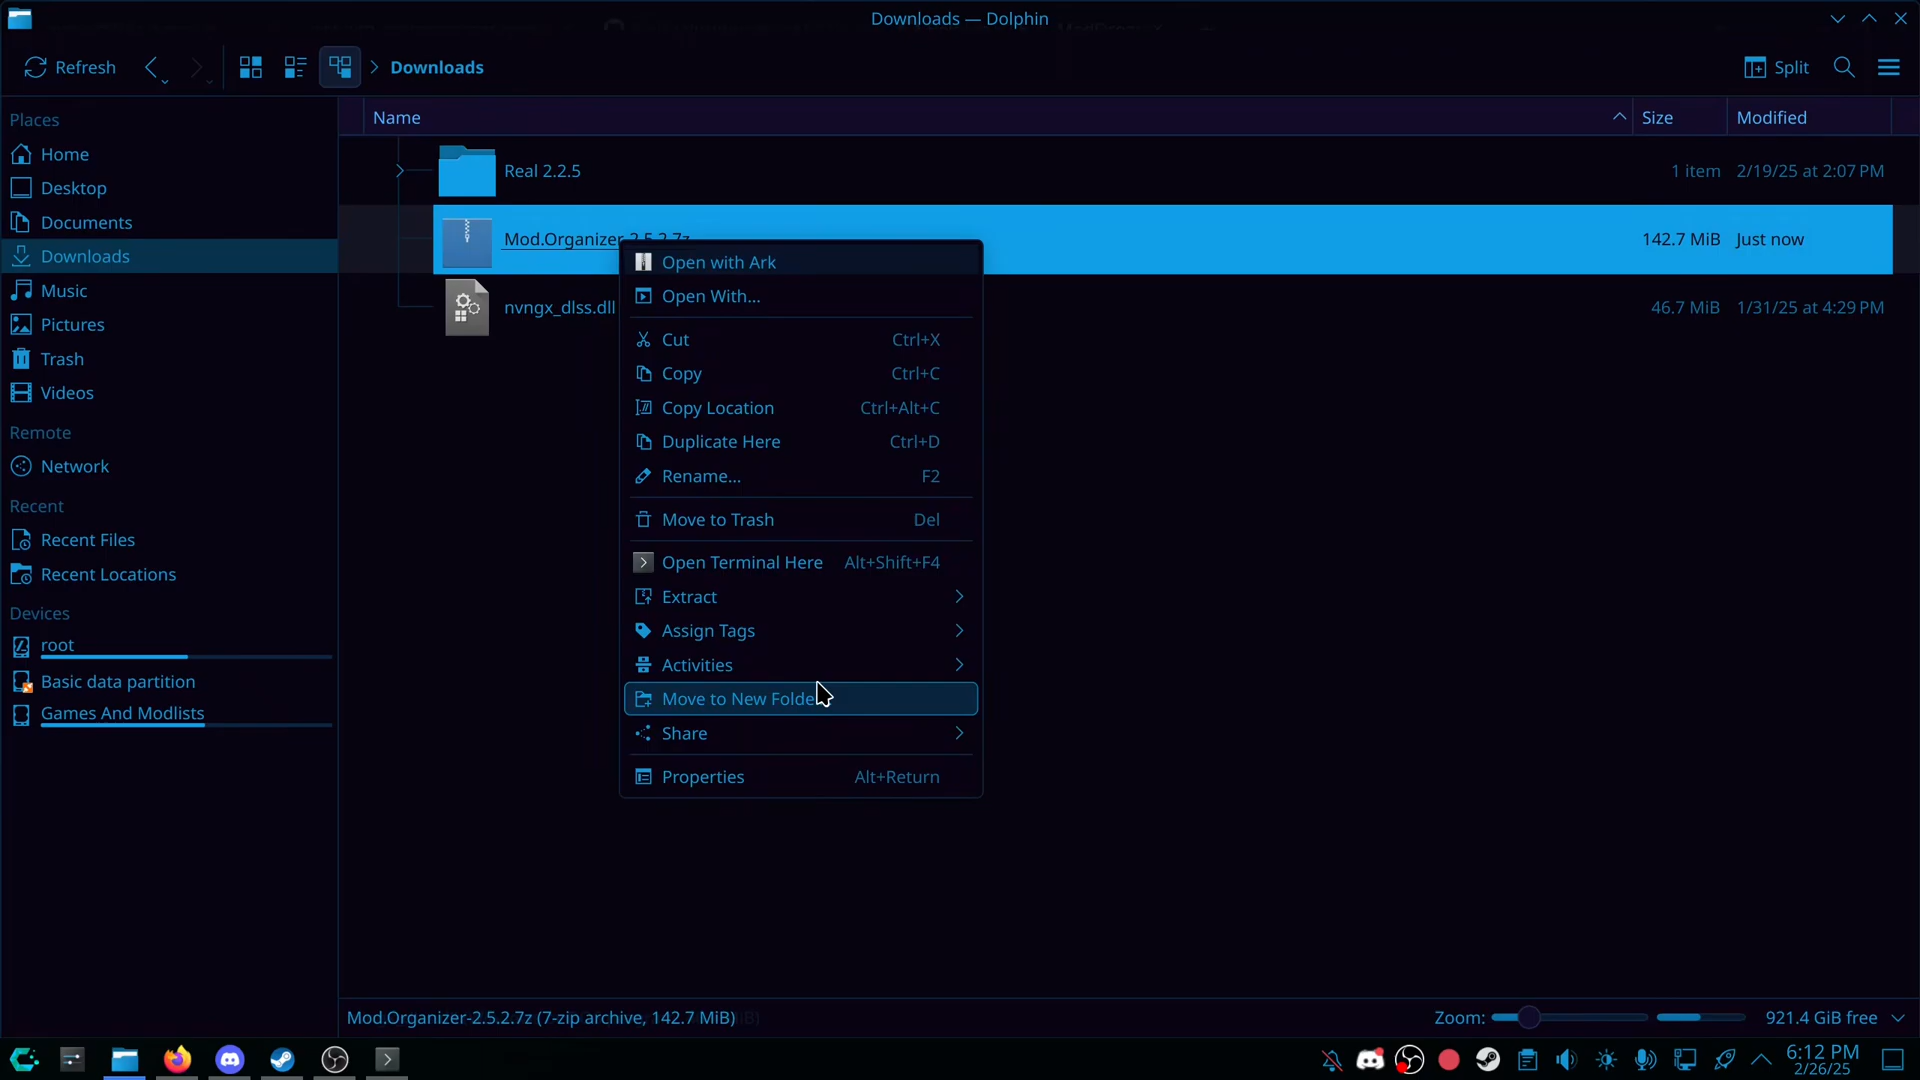 Downloads — Dolphin
Refresh
Downloads
Split
Places
Home
Desktop
Documents
Downloads
Music
Pictures
Trash
Videos
Remote
Network
Recent
Recent Files
Recent Locations
Devices
root
Basic data partition
Games And Modlists
Name Size Modified
Real 2.2.5 1 item 2/19/25 at 2:07 PM
Mod.Organizer-2.5.2.7z 142.7 MiB Just now
nvngx_dlss.dll 46.7 MiB 1/31/25 at 4:29 PM
Open with Ark
Open With...
Cut Ctrl+X
Copy Ctrl+C
Copy Location Ctrl+Alt+C
Duplicate Here Ctrl+D
Rename... F2
Move to Trash Del
Open Terminal Here Alt+Shift+F4
Extract
Assign Tags
Activities
Move to New Folde
Share
Properties Alt+Return
Mod.Organizer-2.5.2.7z (7-zip archive, 142.7 MiB)
Zoom: 921.4 GiB free
6:12 PM
2/26/25